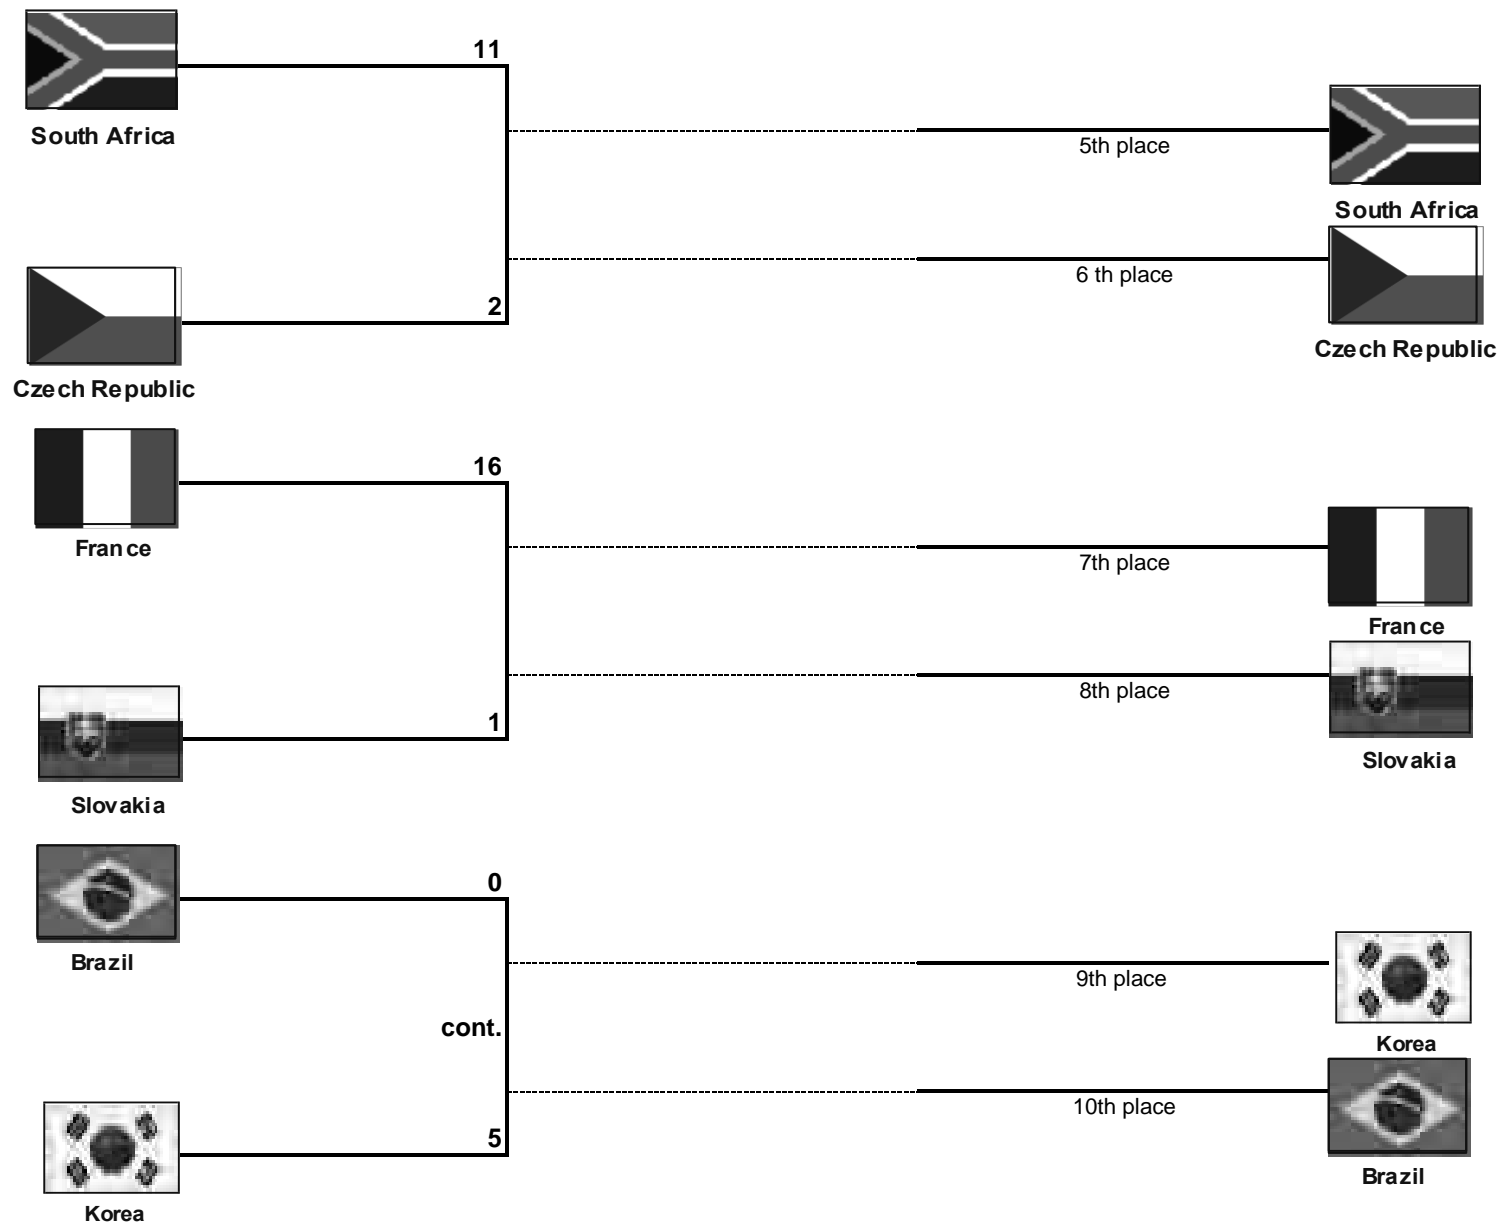 11
South Africa
5th place
South Africa
6 th place
2
Czech Republic
Czech Republic
16
France
7th place
France
8th place
1
Slovakia
Slovakia
0
Brazil
9th place
cont.
Korea
10th place
5
Brazil
Korea